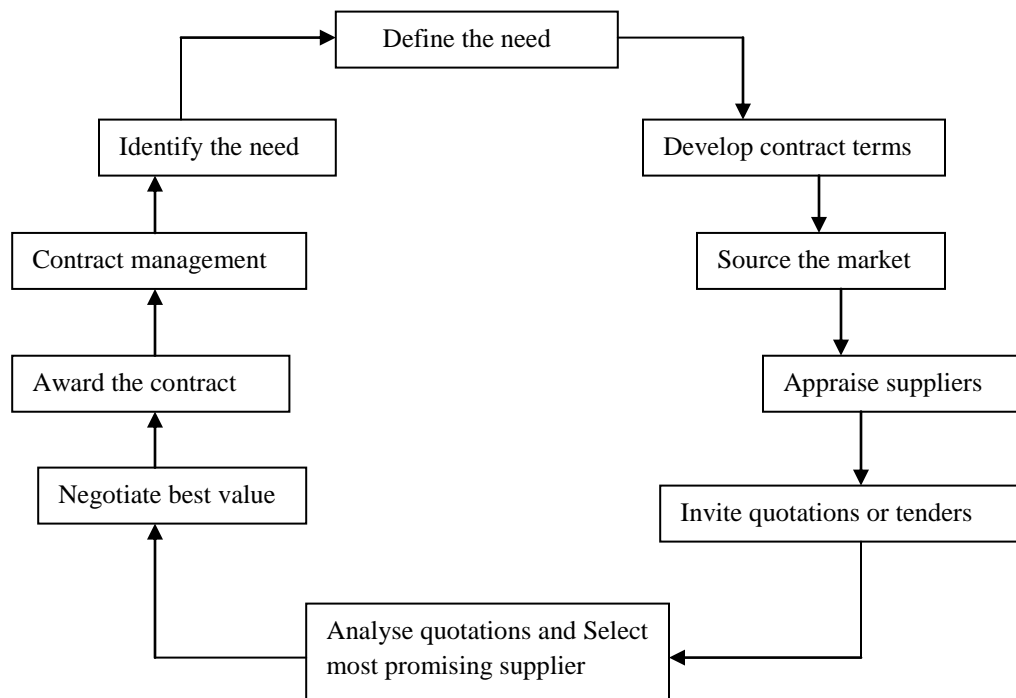 Define the need
Identify the need
Develop contract terms
Contract management
Source the market
Award the contract
Appraise suppliers
Negotiate best value
Invite quotations or tenders
Analyse quotations and Select
most promising supplier